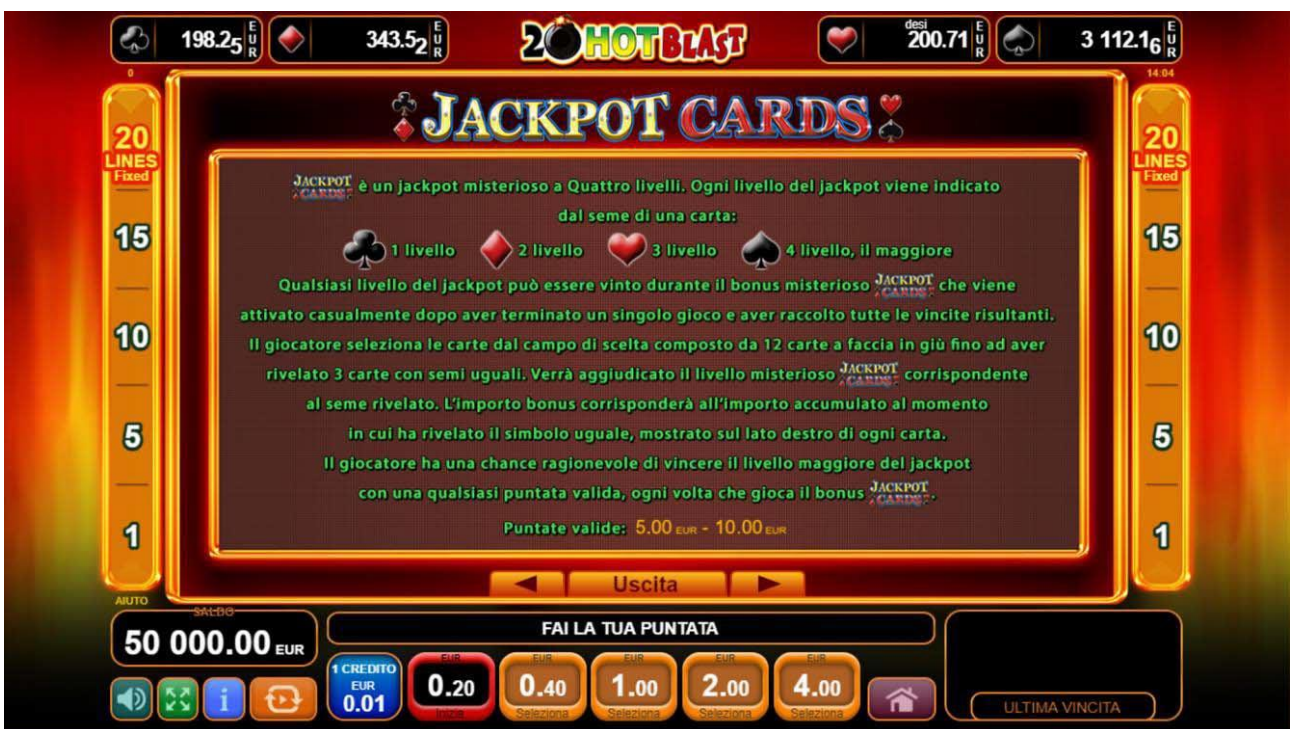 198.25 EUR
343.52 EUR
20 HOT BLAST
desi
200.71 EUR
3 112.16 EUR
0
14:04
JACKPOT CARDS
20
LINES
Fixed
15
10
5
1
20
LINES
Fixed
15
10
5
1
JACKPOT CARDS è un jackpot misterioso a Quattro livelli. Ogni livello del jackpot viene indicato
dal seme di una carta:
1 livello 2 livello 3 livello 4 livello, il maggiore
Qualsiasi livello del jackpot può essere vinto durante il bonus misterioso JACKPOT CARDS che viene
attivato casualmente dopo aver terminato un singolo gioco e aver raccolto tutte le vincite risultanti.
Il giocatore seleziona le carte dal campo di scelta composto da 12 carte a faccia in giù fino ad aver
rivelato 3 carte con semi uguali. Verrà aggiudicato il livello misterioso JACKPOT CARDS corrispondente
al seme rivelato. L'importo bonus corrisponderà all'importo accumulato al momento
in cui ha rivelato il simbolo uguale, mostrato sul lato destro di ogni carta.
Il giocatore ha una chance ragionevole di vincere il livello maggiore del jackpot
con una qualsiasi puntata valida, ogni volta che gioca il bonus JACKPOT CARDS.
Puntate valide: 5.00 EUR - 10.00 EUR
Uscita
AIUTO
SALDO
50 000.00 EUR
FAI LA TUA PUNTATA
1 CREDITO
EUR
0.01
EUR
0.20
Inizia
EUR
0.40
Seleziona
EUR
1.00
Seleziona
EUR
2.00
Seleziona
EUR
4.00
Seleziona
ULTIMA VINCITA